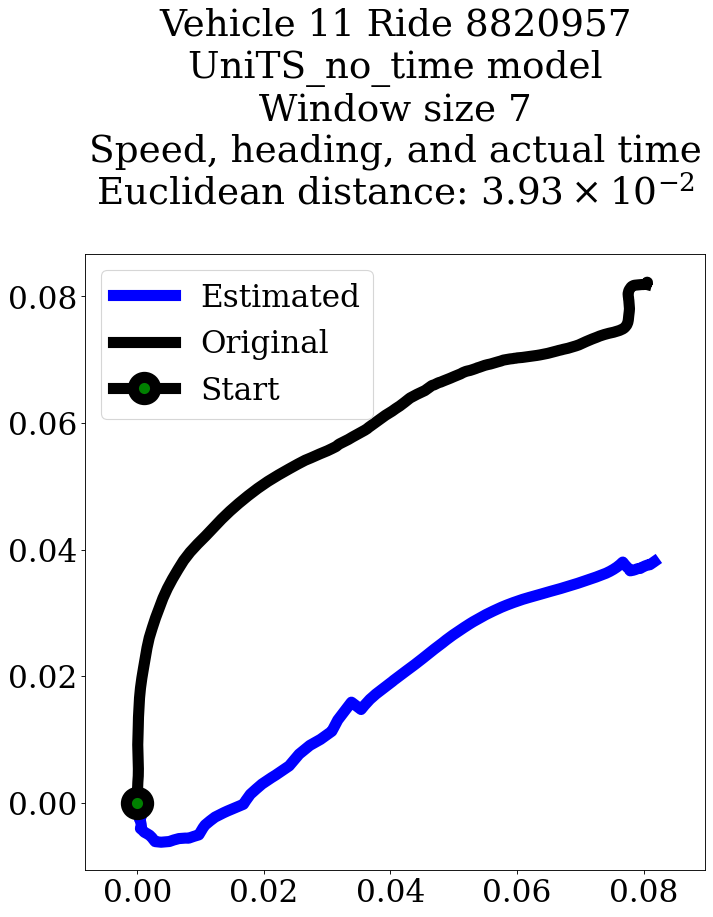 Vehicle 11 Ride 8820957
UniTS_no_time model
Window size 7
Speed, heading, and actual time
Euclidean distance: 3.93 × 10⁻²
Estimated
Original
Start
0.08
0.06
0.04
0.02
0.00
0.00 0.02 0.04 0.06 0.08